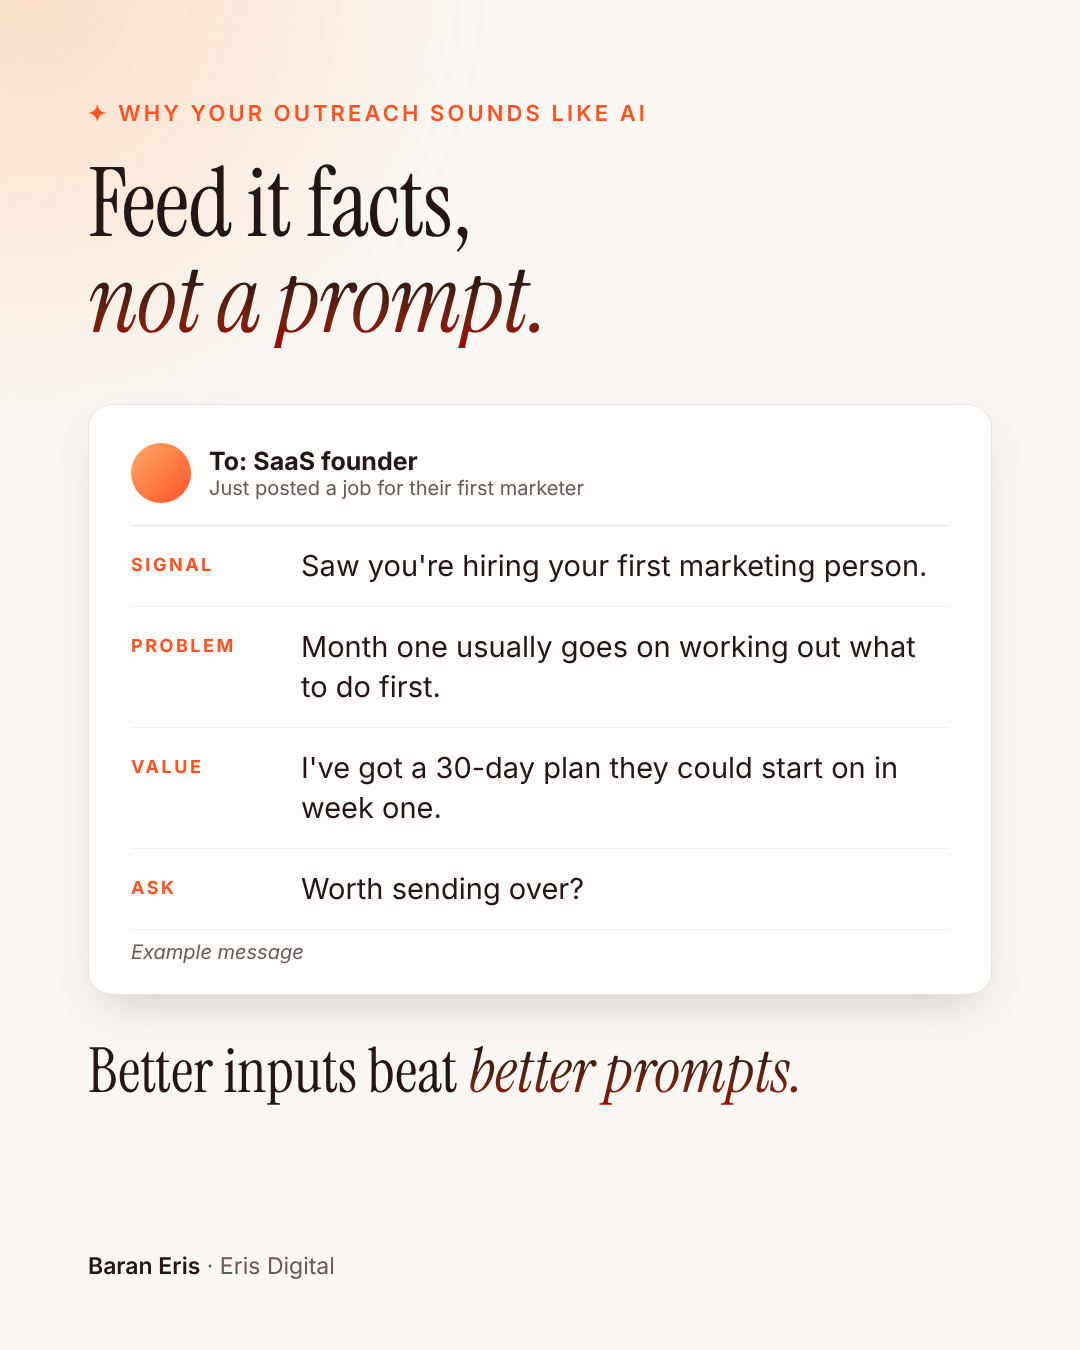 ✦ WHY YOUR OUTREACH SOUNDS LIKE AI
Feed it facts,
not a prompt.
To: SaaS founder
Just posted a job for their first marketer
SIGNAL
Saw you're hiring your first marketing person.
PROBLEM
Month one usually goes on working out what
to do first.
VALUE
I've got a 30-day plan they could start on in
week one.
ASK
Worth sending over?
Example message
Better inputs beat better prompts.
Baran Eris · Eris Digital